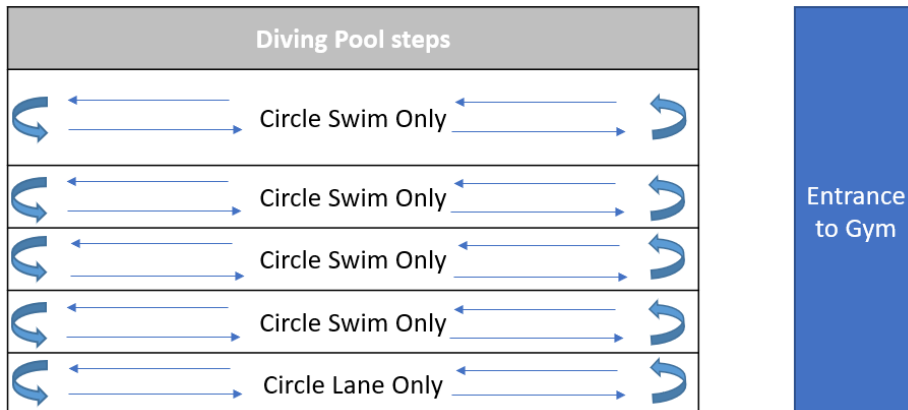 Diving Pool steps
Circle Swim Only
Circle Swim Only
Circle Swim Only
Circle Swim Only
Circle Lane Only
Entrance
to Gym